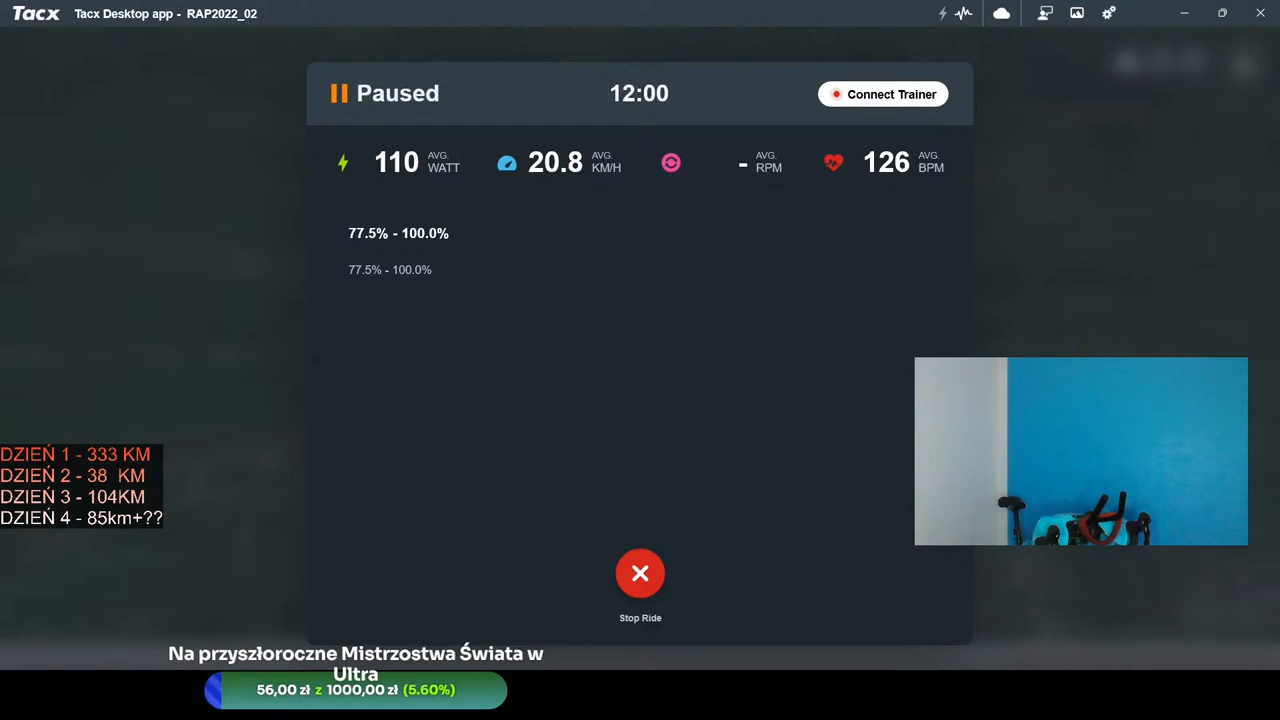 Tacx Tacx Desktop app - RAP2022_02
Paused 12:00 Connect Trainer
110 AVG. WATT 20.8 AVG. KM/H - AVG. RPM 126 AVG. BPM
77.5% - 100.0%
77.5% - 100.0%
DZIEŃ 1 - 333 KM
DZIEŃ 2 - 38 KM
DZIEŃ 3 - 104KM
DZIEŃ 4 - 85km+??
Stop Ride
Na przyszłoroczne Mistrzostwa Świata w
Ultra
56,00 zł z 1000,00 zł (5.60%)